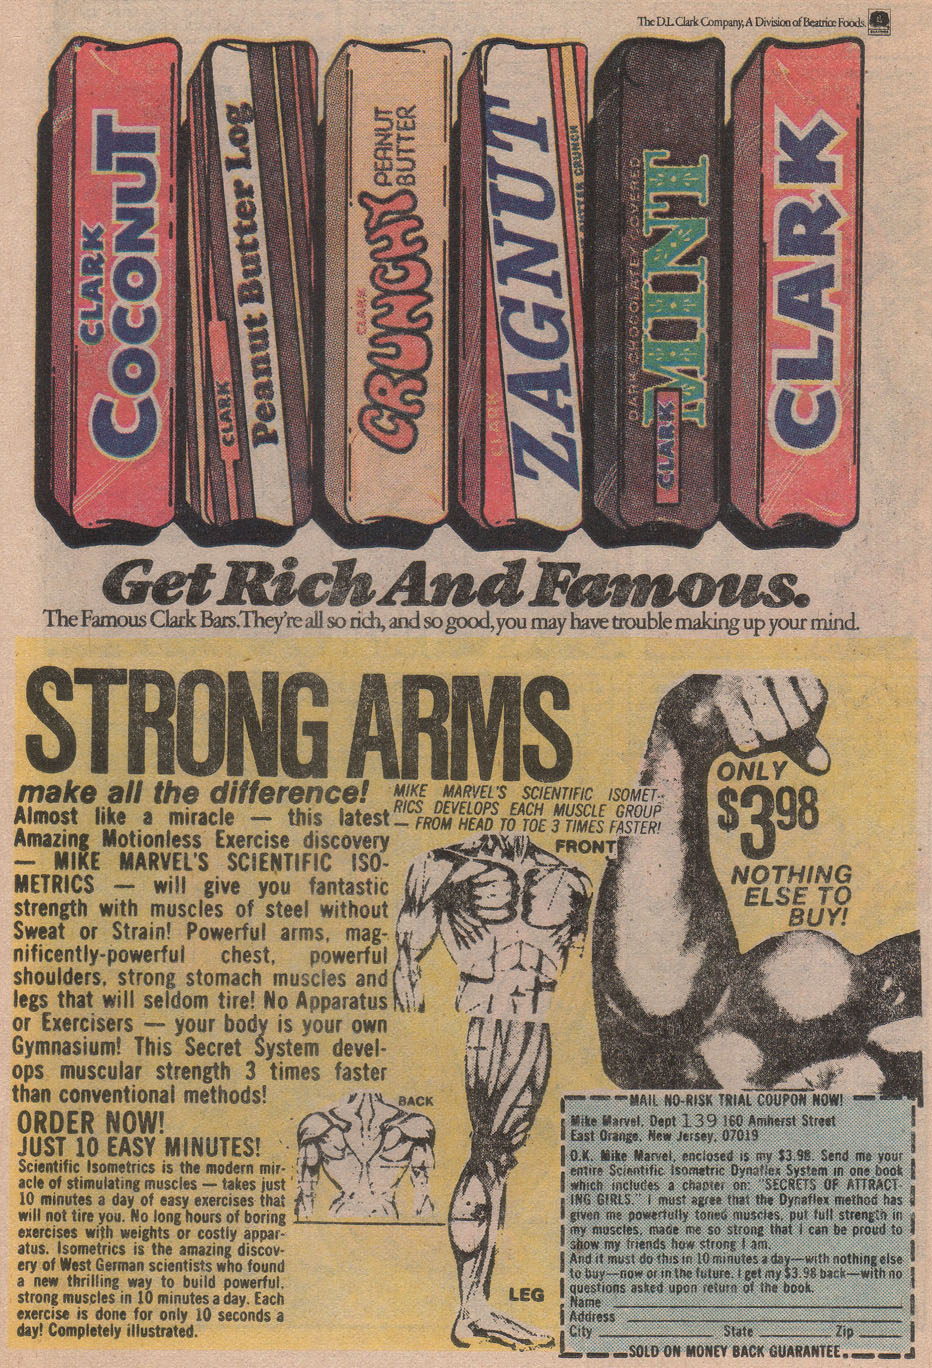 The D.L. Clark Company, A Division of Beatrice Foods.
CLARK
COCONUT
CLARK
Peanut Butter Log
CLARK
CRUNCHY
PEANUT
BUTTER
CLARK
ZAGNUT
BUTTER CRUNCH
DARK CHOCOLATEY COVERED
MINT
CLARK
CLARK
Get Rich And Famous.
The Famous Clark Bars. They're all so rich, and so good, you may have trouble making up your mind.
STRONG ARMS
make all the difference!
Almost like a miracle — this latest
Amazing Motionless Exercise discovery
— MIKE MARVEL'S SCIENTIFIC ISO-
METRICS — will give you fantastic
strength with muscles of steel without
Sweat or Strain! Powerful arms, mag-
nificently-powerful chest, powerful
shoulders, strong stomach muscles and
legs that will seldom tire! No Apparatus
or Exercisers — your body is your own
Gymnasium! This Secret System devel-
ops muscular strength 3 times faster
than conventional methods!
ORDER NOW!
JUST 10 EASY MINUTES!
Scientific Isometrics is the modern mir-
acle of stimulating muscles — takes just
10 minutes a day of easy exercises that
will not tire you. No long hours of boring
exercises with weights or costly appar-
atus. Isometrics is the amazing discov-
ery of West German scientists who found
a new thrilling way to build powerful,
strong muscles in 10 minutes a day. Each
exercise is done for only 10 seconds a
day! Completely illustrated.
MIKE MARVEL'S SCIENTIFIC ISOMET-
RICS DEVELOPS EACH MUSCLE GROUP
— FROM HEAD TO TOE 3 TIMES FASTER!
FRONT
BACK
LEG
ONLY
$3.98
NOTHING
ELSE TO
BUY!
MAIL NO-RISK TRIAL COUPON NOW!
Mike Marvel, Dept 139 160 Amherst Street
East Orange, New Jersey, 07019
O.K. Mike Marvel, enclosed is my $3.98. Send me your
entire Scientific Isometric Dynaflex System in one book
which includes a chapter on: "SECRETS OF ATTRACT-
ING GIRLS." I must agree that the Dynaflex method has
given me powerfully toned muscles, put full strength in
my muscles, made me so strong that I can be proud to
show my friends how strong I am.
And it must do this in 10 minutes a day—with nothing else
to buy—now or in the future. I get my $3.98 back—with no
questions asked upon return of the book.
Name
Address
City State Zip
SOLD ON MONEY BACK GUARANTEE.